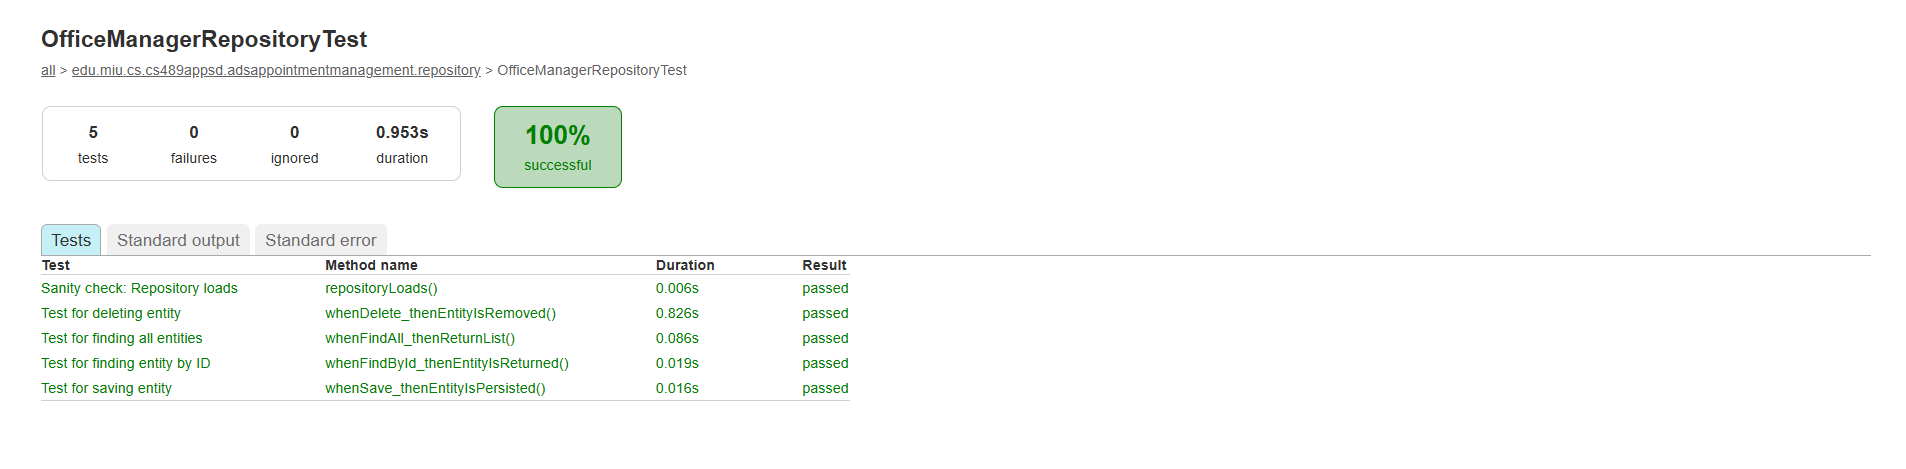 OfficeManagerRepositoryTest
all > edu.miu.cs.cs489appsd.adsappointmentmanagement.repository > OfficeManagerRepositoryTest
5 0 0 0.953s
tests failures ignored duration
100%
successful
Tests Standard output Standard error
Test Method name Duration Result
Sanity check: Repository loads repositoryLoads() 0.006s passed
Test for deleting entity whenDelete_thenEntityIsRemoved() 0.826s passed
Test for finding all entities whenFindAll_thenReturnList() 0.086s passed
Test for finding entity by ID whenFindById_thenEntityIsReturned() 0.019s passed
Test for saving entity whenSave_thenEntityIsPersisted() 0.016s passed